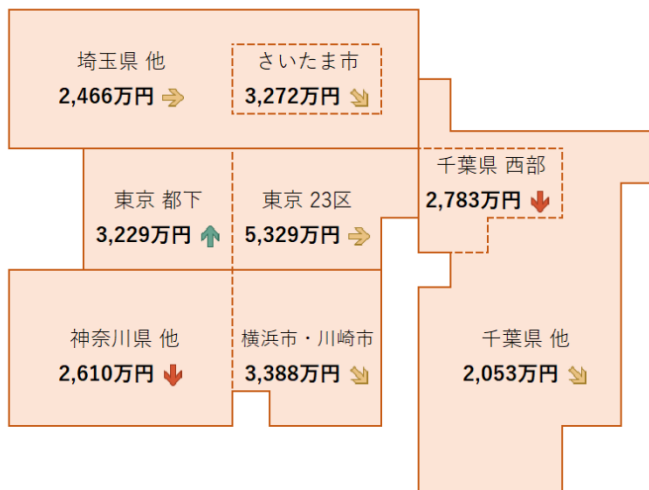 埼玉県 他
2,466万円
さいたま市
3,272万円
千葉県 西部
2,783万円
東京 都下
3,229万円
東京 23区
5,329万円
神奈川県 他
2,610万円
横浜市・川崎市
3,388万円
千葉県 他
2,053万円